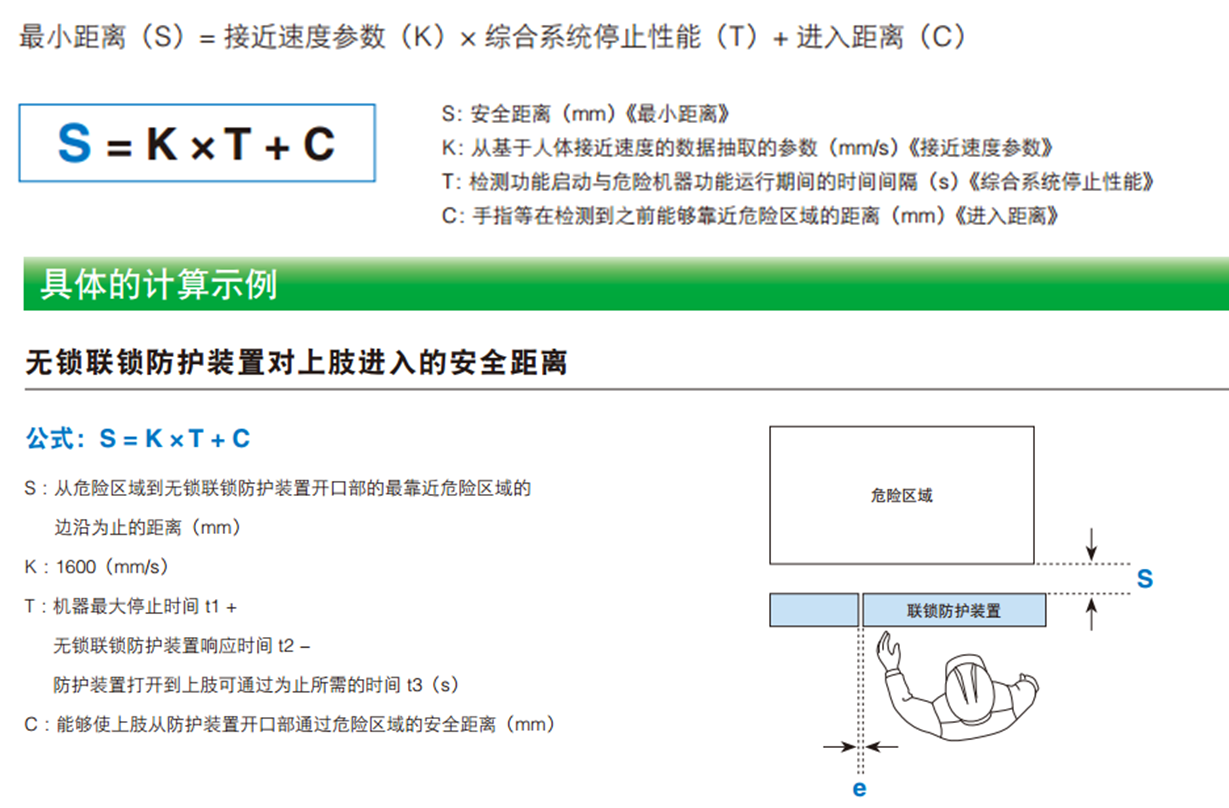 最小距离（S）= 接近速度参数（K）× 综合系统停止性能（T）+ 进入距离（C）
S = K × T + C
S: 安全距离（mm）《最小距离》
K: 从基于人体接近速度的数据抽取的参数（mm/s）《接近速度参数》
T: 检测功能启动与危险机器功能运行期间的时间间隔（s）《综合系统停止性能》
C: 手指等在检测到之前能够靠近危险区域的距离（mm）《进入距离》
具体的计算示例
无锁联锁防护装置对上肢进入的安全距离
公式：S = K × T + C
S : 从危险区域到无锁联锁防护装置开口部的最靠近危险区域的
边沿为止的距离（mm）
K : 1600（mm/s）
T : 机器最大停止时间 t1 +
无锁联锁防护装置响应时间 t2 –
防护装置打开到上肢可通过为止所需的时间 t3（s）
C : 能够使上肢从防护装置开口部通过危险区域的安全距离（mm）
危险区域
S
联锁防护装置
e